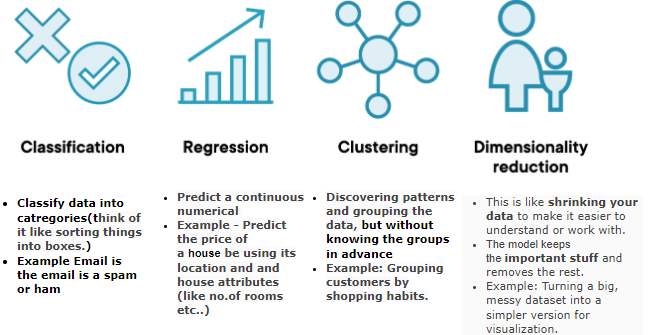 Classification
Regression
Clustering
Dimensionality
reduction
• Classify data into
catregories(think of
it like sorting things
into boxes.)
• Example Email is
the email is a spam
or ham
• Predict a continuous
numerical
• Example - Predict
the price of
a house be using its
location and and
house attributes
(like no.of rooms
etc..)
• Discovering patterns
and grouping the
data, but without
knowing the groups
in advance
• Example: Grouping
customers by
shopping habits.
• This is like shrinking your
data to make it easier to
understand or work with.
• The model keeps
the important stuff and
removes the rest.
• Example: Turning a big,
messy dataset into a
simpler version for
visualization.